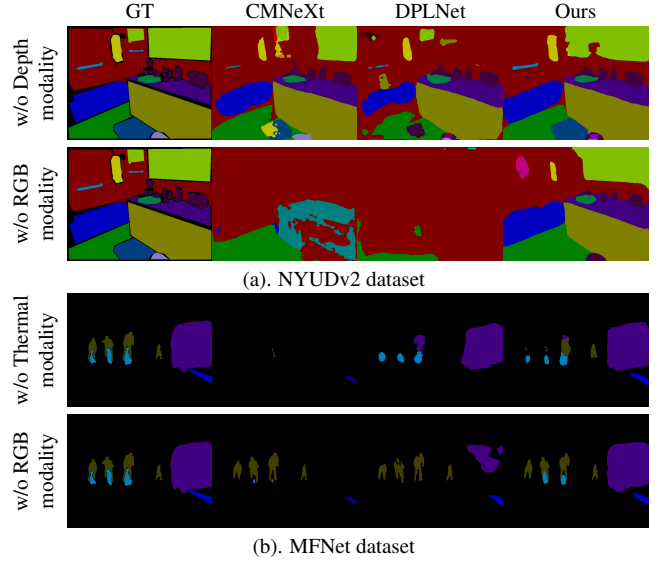 GT CMNeXt DPLNet Ours
w/o Depth
modality
w/o RGB
modality
(a). NYUDv2 dataset
w/o Thermal
modality
w/o RGB
modality
(b). MFNet dataset